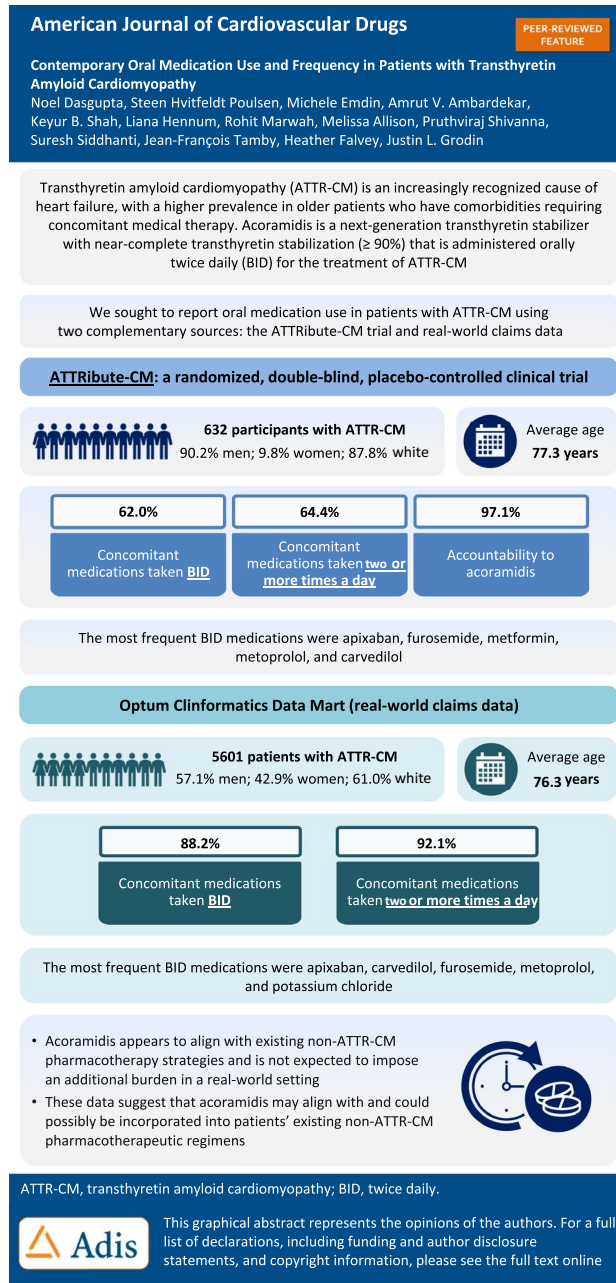 American Journal of Cardiovascular Drugs
PEER-REVIEWED
FEATURE
Contemporary Oral Medication Use and Frequency in Patients with Transthyretin
Amyloid Cardiomyopathy
Noel Dasgupta, Steen Hvitfeldt Poulsen, Michele Emdin, Amrut V. Ambardekar,
Keyur B. Shah, Liana Hennum, Rohit Marwah, Melissa Allison, Pruthviraj Shivanna,
Suresh Siddhanti, Jean-François Tamby, Heather Falvey, Justin L. Grodin
Transthyretin amyloid cardiomyopathy (ATTR-CM) is an increasingly recognized cause of
heart failure, with a higher prevalence in older patients who have comorbidities requiring
concomitant medical therapy. Acoramidis is a next-generation transthyretin stabilizer
with near-complete transthyretin stabilization (≥ 90%) that is administered orally
twice daily (BID) for the treatment of ATTR-CM
We sought to report oral medication use in patients with ATTR-CM using
two complementary sources: the ATTRibute-CM trial and real-world claims data
ATTRibute-CM: a randomized, double-blind, placebo-controlled clinical trial
632 participants with ATTR-CM
90.2% men; 9.8% women; 87.8% white
Average age
77.3 years
62.0%
Concomitant
medications taken BID
64.4%
Concomitant
medications taken two or
more times a day
97.1%
Accountability to
acoramidis
The most frequent BID medications were apixaban, furosemide, metformin,
metoprolol, and carvedilol
Optum Clinformatics Data Mart (real-world claims data)
5601 patients with ATTR-CM
57.1% men; 42.9% women; 61.0% white
Average age
76.3 years
88.2%
Concomitant medications
taken BID
92.1%
Concomitant medications
taken two or more times a day
The most frequent BID medications were apixaban, carvedilol, furosemide, metoprolol,
and potassium chloride
• Acoramidis appears to align with existing non-ATTR-CM
pharmacotherapy strategies and is not expected to impose
an additional burden in a real-world setting
• These data suggest that acoramidis may align with and could
possibly be incorporated into patients’ existing non-ATTR-CM
pharmacotherapeutic regimens
ATTR-CM, transthyretin amyloid cardiomyopathy; BID, twice daily.
Adis
This graphical abstract represents the opinions of the authors. For a full
list of declarations, including funding and author disclosure
statements, and copyright information, please see the full text online